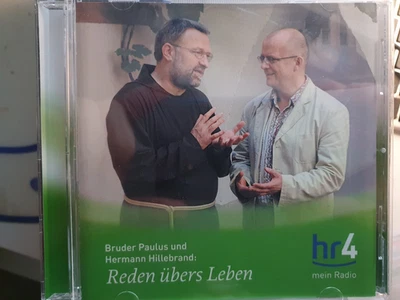 Bruder Paulus und
Hermann Hillebrand:
Reden übers Leben
hr4
mein Radio